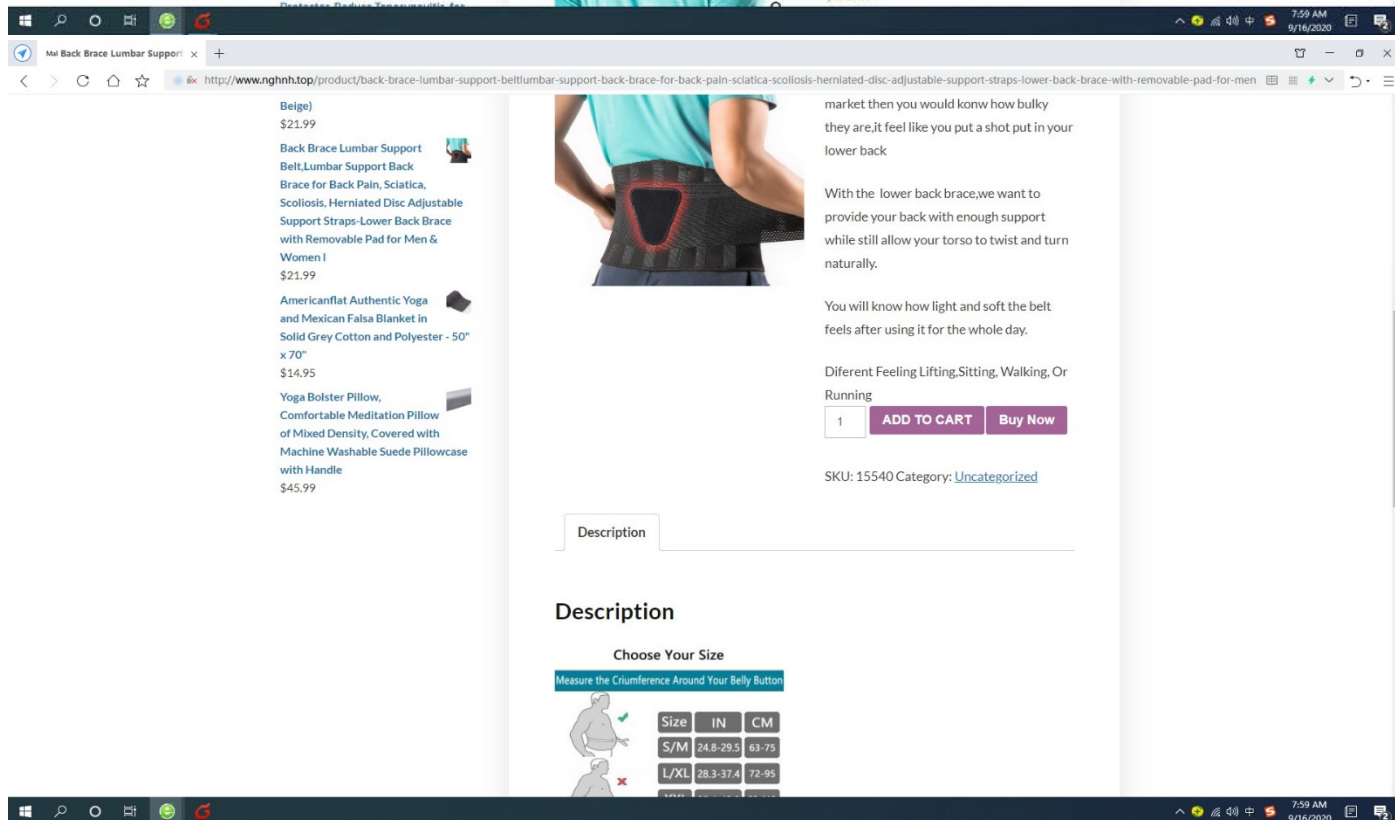 7:59 AM
9/16/2020
Mal Back Brace Lumbar Support
http://www.nghnh.top/product/back-brace-lumbar-support-beltlumbar-support-back-brace-for-back-pain-sciatica-scoliosis-herniated-disc-adjustable-support-straps-lower-back-brace-with-removable-pad-for-men
Beige)
$21.99
Back Brace Lumbar Support
Belt,Lumbar Support Back
Brace for Back Pain, Sciatica,
Scoliosis, Herniated Disc Adjustable
Support Straps-Lower Back Brace
with Removable Pad for Men &
Women l
$21.99
Americanflat Authentic Yoga
and Mexican Falsa Blanket in
Solid Grey Cotton and Polyester - 50"
x 70"
$14.95
Yoga Bolster Pillow,
Comfortable Meditation Pillow
of Mixed Density, Covered with
Machine Washable Suede Pillowcase
with Handle
$45.99
market then you would konw how bulky
they are,it feel like you put a shot put in your
lower back
With the lower back brace,we want to
provide your back with enough support
while still allow your torso to twist and turn
naturally.
You will know how light and soft the belt
feels after using it for the whole day.
Diferent Feeling Lifting,Sitting, Walking, Or
Running
1 ADD TO CART Buy Now
SKU: 15540 Category: Uncategorized
Description
Description
Choose Your Size
Measure the Criumference Around Your Belly Button
Size IN CM
S/M 24.8-29.5 63-75
L/XL 28.3-37.4 72-95
中
7:59 AM
9/16/2020